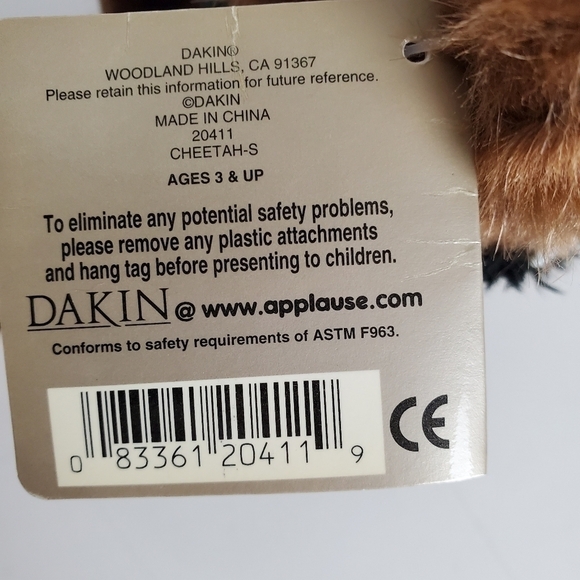 DAKIN®
WOODLAND HILLS, CA 91367
Please retain this information for future reference.
©DAKIN
MADE IN CHINA
20411
CHEETAH-S
AGES 3 & UP
To eliminate any potential safety problems,
please remove any plastic attachments
and hang tag before presenting to children.
DAKIN @ www.applause.com
Conforms to safety requirements of ASTM F963.
0 83361 20411 9
CE